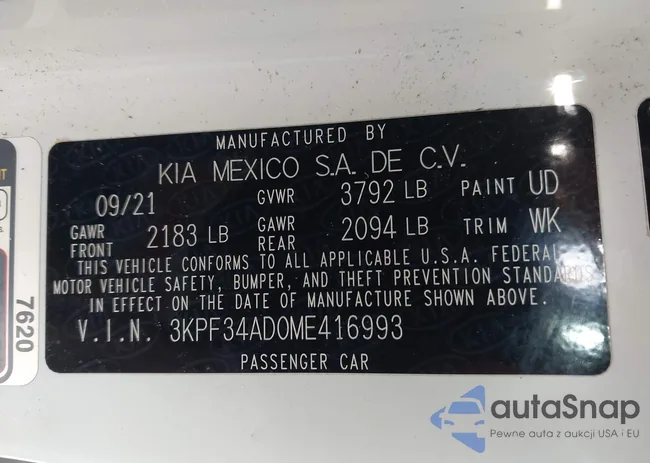 MANUFACTURED BY
KIA MEXICO S.A. DE C.V.
09/21 GVWR 3792 LB PAINT UD
GAWR FRONT 2183 LB GAWR REAR 2094 LB TRIM WK
THIS VEHICLE CONFORMS TO ALL APPLICABLE U.S.A. FEDERAL
MOTOR VEHICLE SAFETY, BUMPER, AND THEFT PREVENTION STANDARDS
IN EFFECT ON THE DATE OF MANUFACTURE SHOWN ABOVE.
V.I.N. 3KPF34AD0ME416993
PASSENGER CAR
7620
autaSnap
Pewne auta z aukcji USA i EU